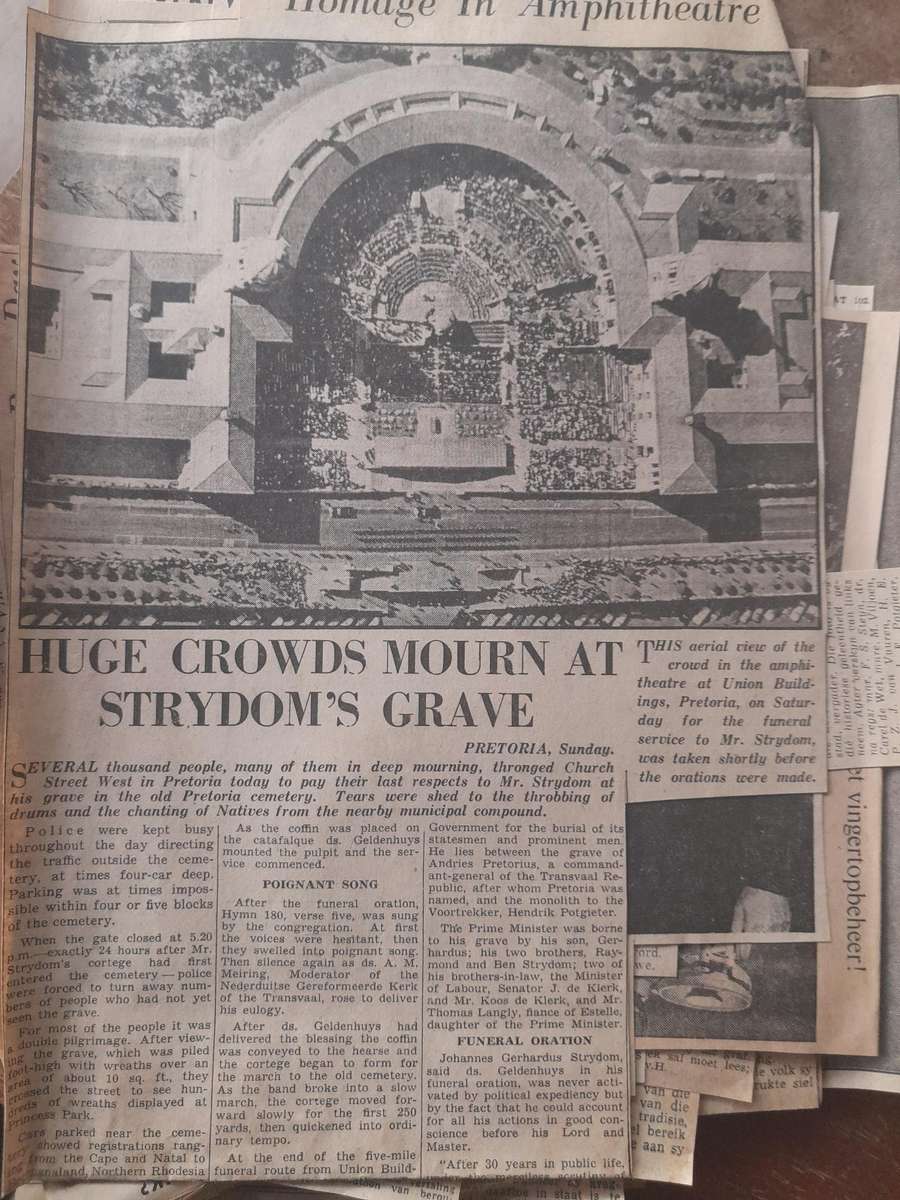 Homage In Amphitheatre
HUGE CROWDS MOURN AT
STRYDOM'S GRAVE
THIS aerial view of the
crowd in the amphi-
theatre at Union Build-
ings, Pretoria, on Satur-
day for the funeral
service to Mr. Strydom,
was taken shortly before
the orations were made.
PRETORIA, Sunday.
SEVERAL thousand people, many of them in deep mourning, thronged Church
Street West in Pretoria today to pay their last respects to Mr. Strydom at
his grave in the old Pretoria cemetery. Tears were shed to the throbbing of
drums and the chanting of Natives from the nearby municipal compound.
Police were kept busy
throughout the day directing
the traffic outside the ceme-
tery, at times four-car deep.
Parking was at times impos-
sible within four or five blocks
of the cemetery.
When the gate closed at 5.20
p.m.—exactly 24 hours after Mr.
Strydom's cortege had first
entered the cemetery — police
were forced to turn away num-
bers of people who had not yet
seen the grave.
For most of the people it was
a double pilgrimage. After view-
ing the grave, which was piled
foot-high with wreaths over an
area of about 10 sq. ft., they
crossed the street to see hun-
dreds of wreaths displayed at
Princess Park.
Cars parked near the ceme-
tery showed registrations rang-
ing from the Cape and Natal to
Northern Rhodesia
As the coffin was placed on
the catafalque ds. Geldenhuys
mounted the pulpit and the ser-
vice commenced.
POIGNANT SONG
After the funeral oration,
Hymn 180, verse five, was sung
by the congregation. At first
the voices were hesitant, then
they swelled into poignant song.
Then silence again as ds. A. M.
Meiring, Moderator of the
Nederduitse Gereformeerde Kerk
of the Transvaal, rose to deliver
his eulogy.
After ds. Geldenhuys had
delivered the blessing the coffin
was conveyed to the hearse and
the cortege began to form for
the march to the old cemetery.
As the band broke into a slow
march, the cortege moved for-
ward slowly for the first 250
yards, then quickened into ordi-
nary tempo.
At the end of the five-mile
funeral route from Union Build-
Government for the burial of its
statesmen and prominent men.
He lies between the grave of
Andries Pretorius, a command-
ant-general of the Transvaal Re-
public, after whom Pretoria was
named, and the monolith to the
Voortrekker, Hendrik Potgieter.
The Prime Minister was borne
to his grave by his son, Ger-
hardus; his two brothers, Ray-
mond and Ben Strydom; two of
his brothers-in-law, the Minister
of Labour, Senator J. de Klerk,
and Mr. Koos de Klerk, and Mr.
Thomas Langly, fiance of Estelle,
daughter of the Prime Minister.
FUNERAL ORATION
Johannes Gerhardus Strydom,
said ds. Geldenhuys in his
funeral oration, was never acti-
vated by political expediency but
by the fact that he could account
for all his actions in good con-
science before his Lord and
Master.
"After 30 years in public life,
AT 102
vingertopbeheer!
sal moet lees;
v.H.
van die
van die
tradisie,
bereik
aan sy
volk sy
siel